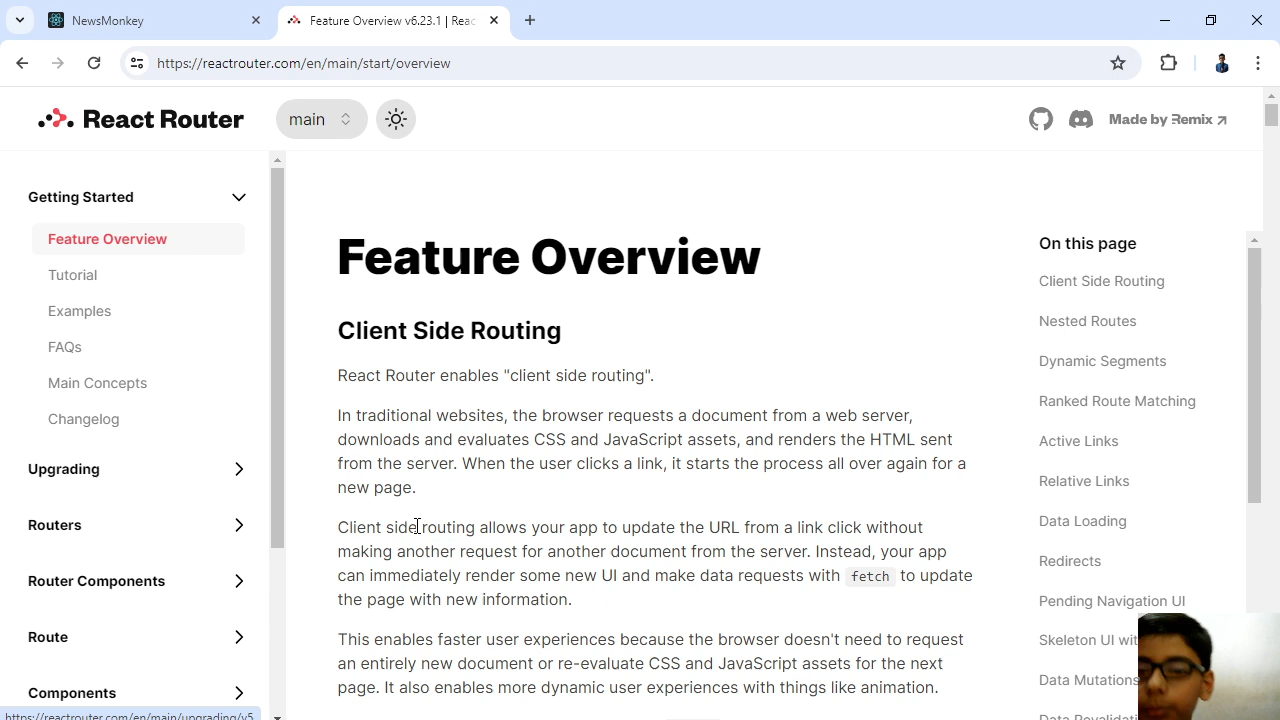 NewsMonkey
Feature Overview v6.23.1 | Reac
https://reactrouter.com/en/main/start/overview
React Router
main
Made by Remix ↗
Getting Started
Feature Overview
Tutorial
Examples
FAQs
Main Concepts
Changelog
Upgrading
Routers
Router Components
Route
Components
https://reactrouter.com/en/main/upgrading/v5
Feature Overview
Client Side Routing
React Router enables "client side routing".
In traditional websites, the browser requests a document from a web server,
downloads and evaluates CSS and JavaScript assets, and renders the HTML sent
from the server. When the user clicks a link, it starts the process all over again for a
new page.
Client side routing allows your app to update the URL from a link click without
making another request for another document from the server. Instead, your app
can immediately render some new UI and make data requests with fetch to update
the page with new information.
This enables faster user experiences because the browser doesn't need to request
an entirely new document or re-evaluate CSS and JavaScript assets for the next
page. It also enables more dynamic user experiences with things like animation.
On this page
Client Side Routing
Nested Routes
Dynamic Segments
Ranked Route Matching
Active Links
Relative Links
Data Loading
Redirects
Pending Navigation UI
Skeleton UI wit
Data Mutations